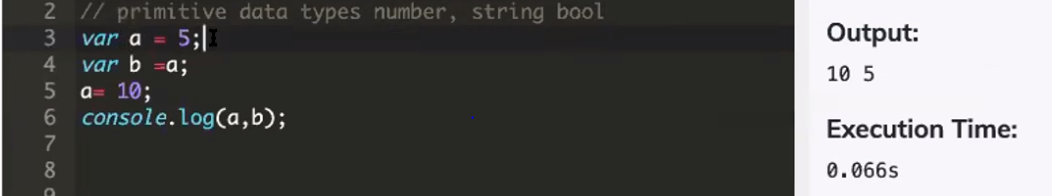 2 // primitive data types number, string bool
3 var a = 5;
4 var b =a;
5 a= 10;
6 console.log(a,b);
7
8
9
Output:
10 5
Execution Time:
0.066s